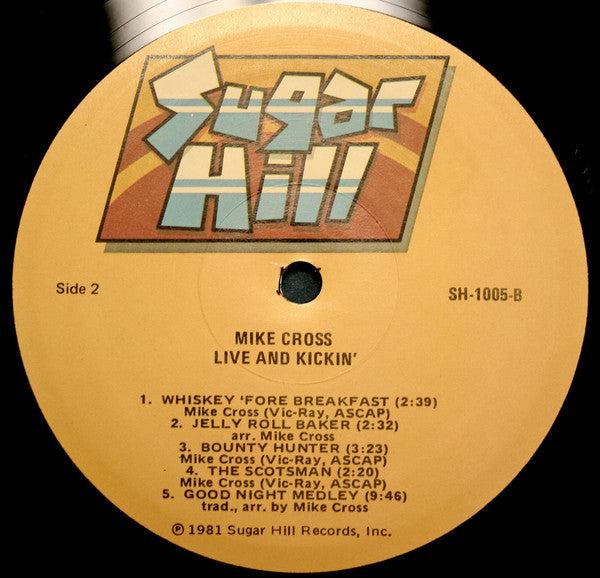 Sugar
Hill
Side 2
SH-1005-B
MIKE CROSS
LIVE AND KICKIN'
1. WHISKEY 'FORE BREAKFAST (2:39)
Mike Cross (Vic-Ray, ASCAP)
2. JELLY ROLL BAKER (2:32)
arr. Mike Cross
3. BOUNTY HUNTER (3:23)
Mike Cross (Vic-Ray, ASCAP)
4. THE SCOTSMAN (2:20)
Mike Cross (Vic-Ray, ASCAP)
5. GOOD NIGHT MEDLEY (9:46)
trad., arr. by Mike Cross
℗ 1981 Sugar Hill Records, Inc.